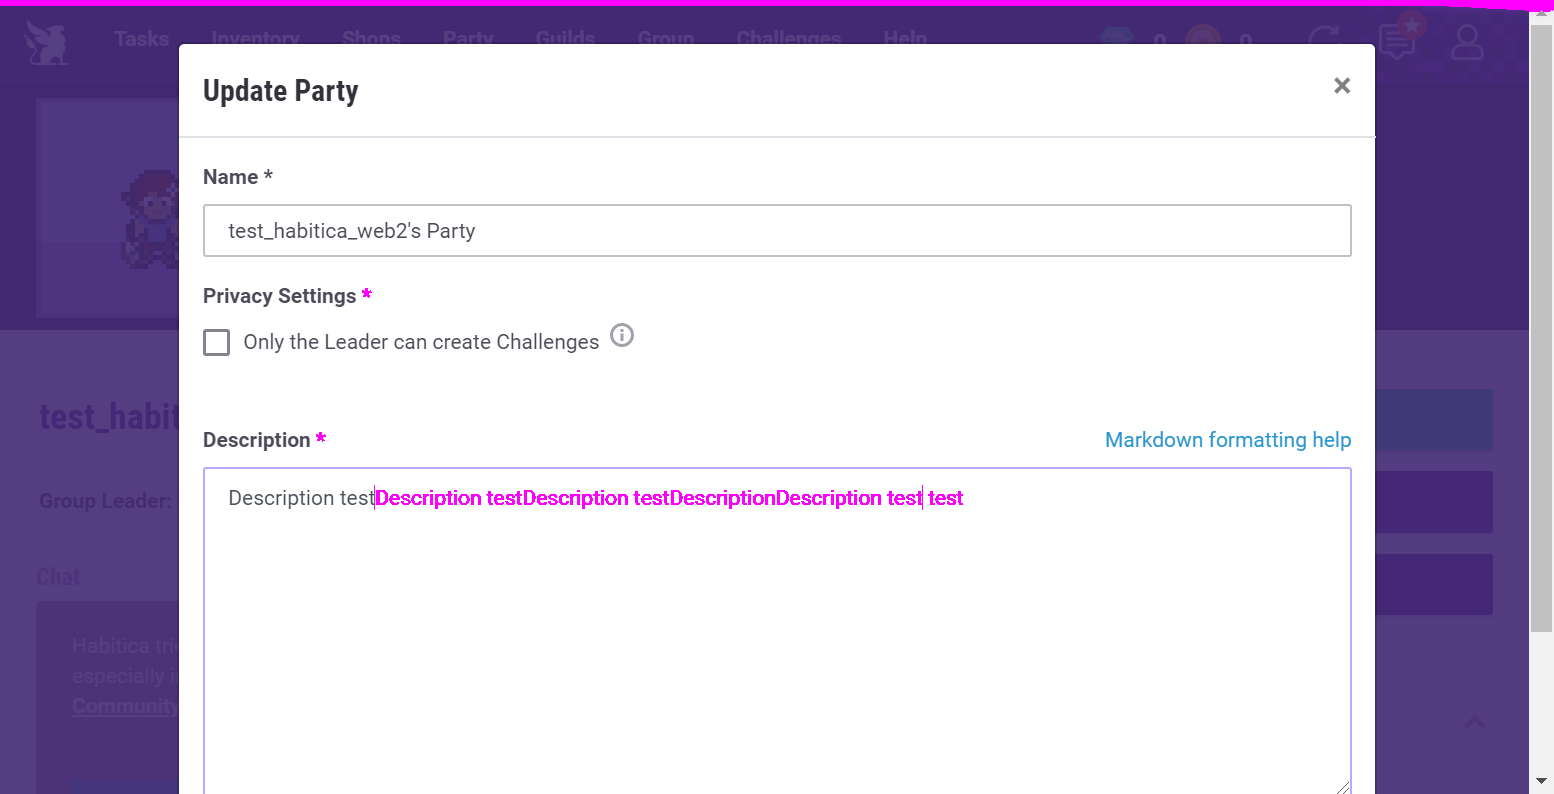 Tasks Inventory Shops Party Guilds Group Challenges Help 0 0
Update Party ×
Name *
test_habitica_web2's Party
Privacy Settings *
Only the Leader can create Challenges
Description *
Markdown formatting help
Description testDescription testDescription testDescriptionDescription test test
test_habit
Group Leader:
Chat
Habitica trie
especially i
Community